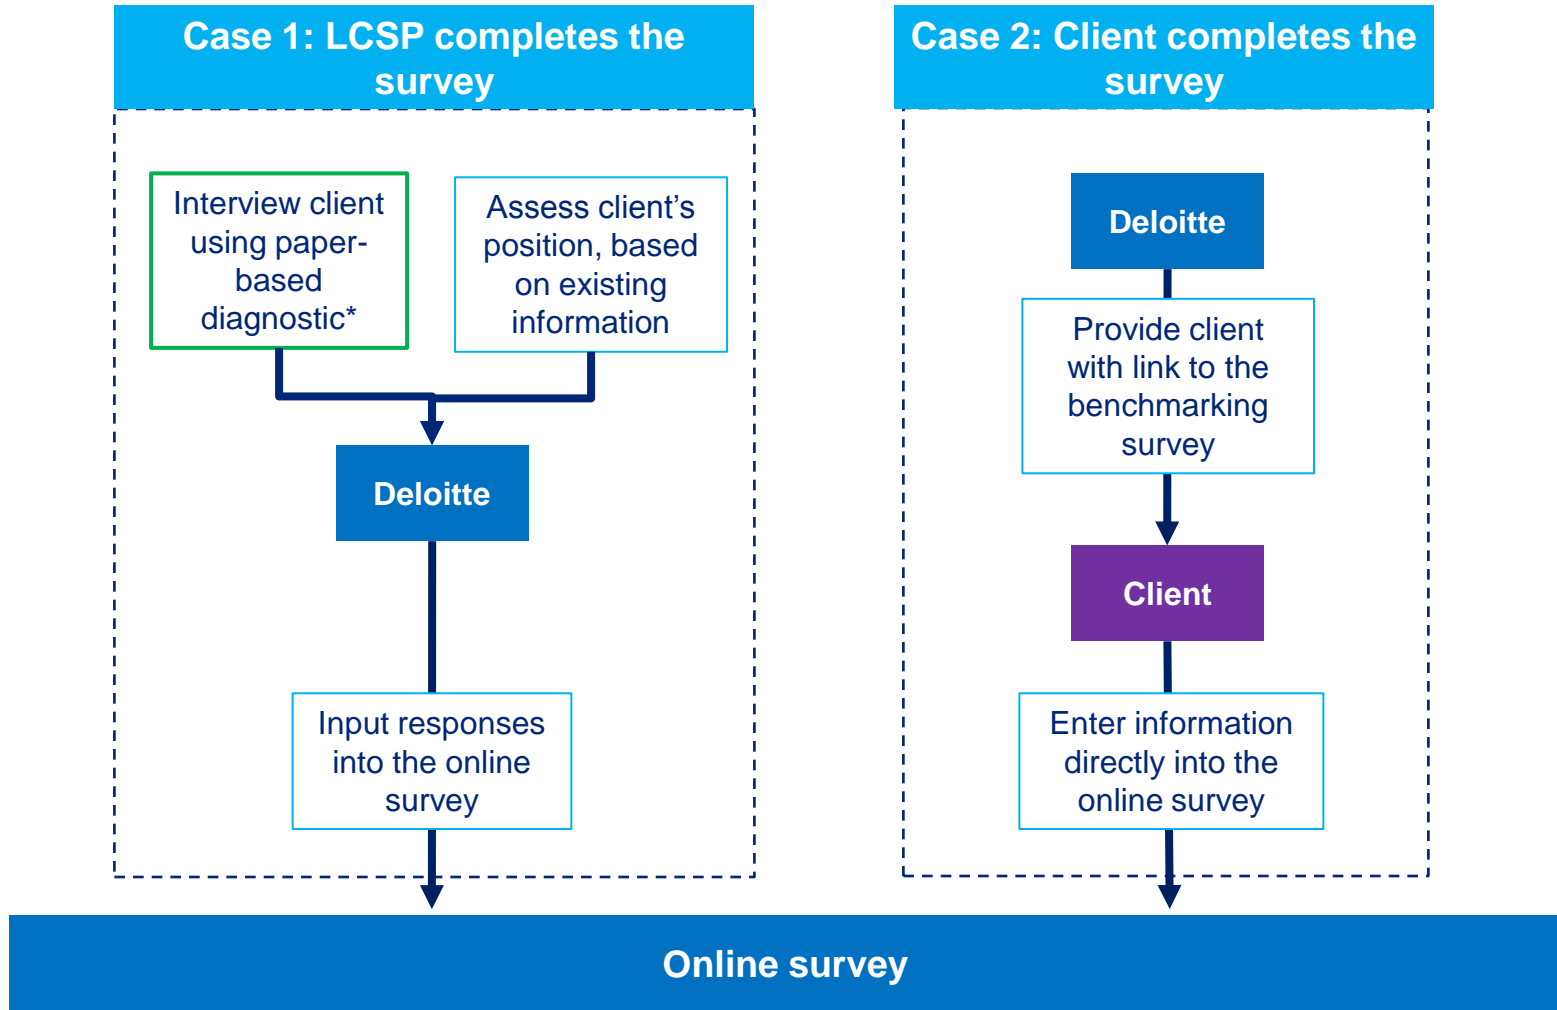 Case 1: LCSP completes the
survey
Interview client
using paper-
based
diagnostic*
Assess client’s
position, based
on existing
information
Deloitte
Input responses
into the online
survey
Case 2: Client completes the
survey
Deloitte
Provide client
with link to the
benchmarking
survey
Client
Enter information
directly into the
online survey
Online survey